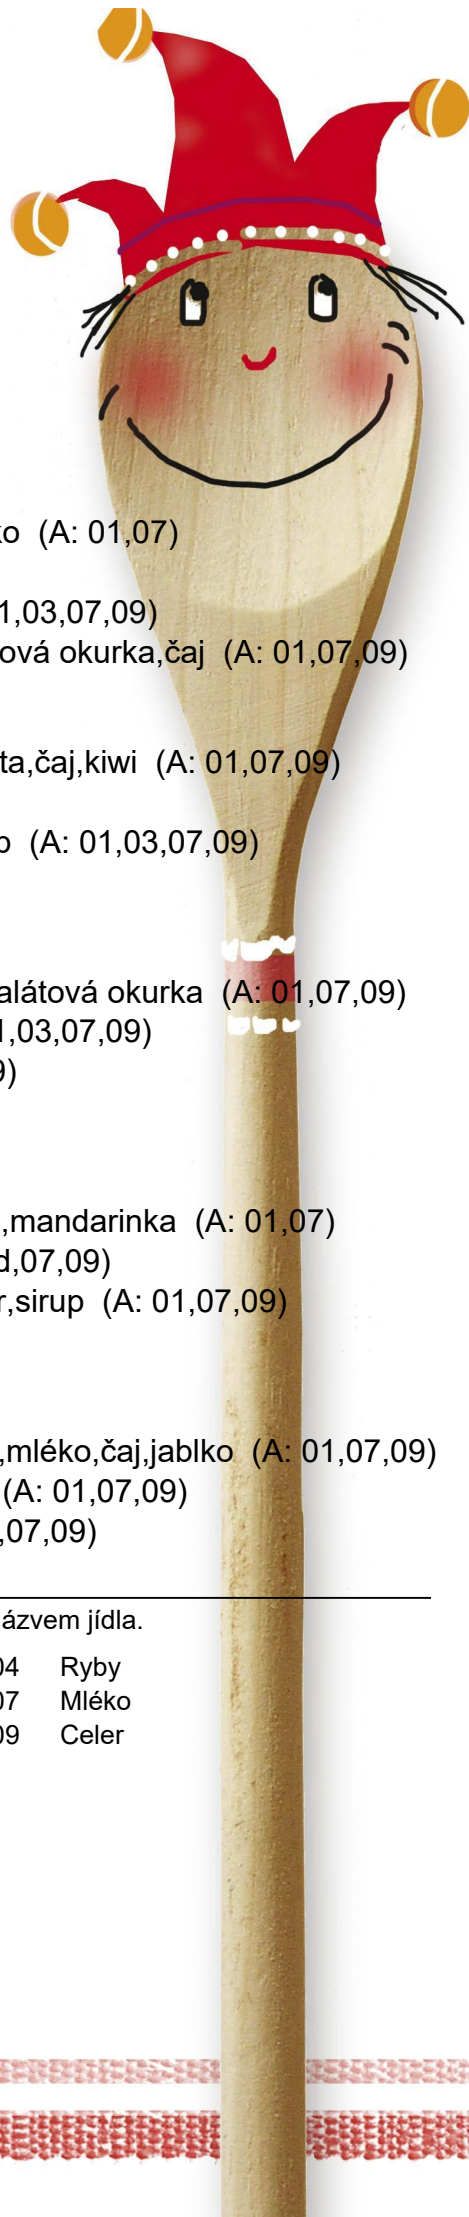 ko (A: 01,07)
1,03,07,09)
ová okurka,čaj (A: 01,07,09)
ta,čaj,kiwi (A: 01,07,09)
o (A: 01,03,07,09)
alátová okurka (A: 01,07,09)
1,03,07,09)
9)
,mandarinka (A: 01,07)
d,07,09)
r,sirup (A: 01,07,09)
,mléko,čaj,jablko (A: 01,07,09)
(A: 01,07,09)
,07,09)
ázvem jídla.
04 Ryby
07 Mléko
09 Celer